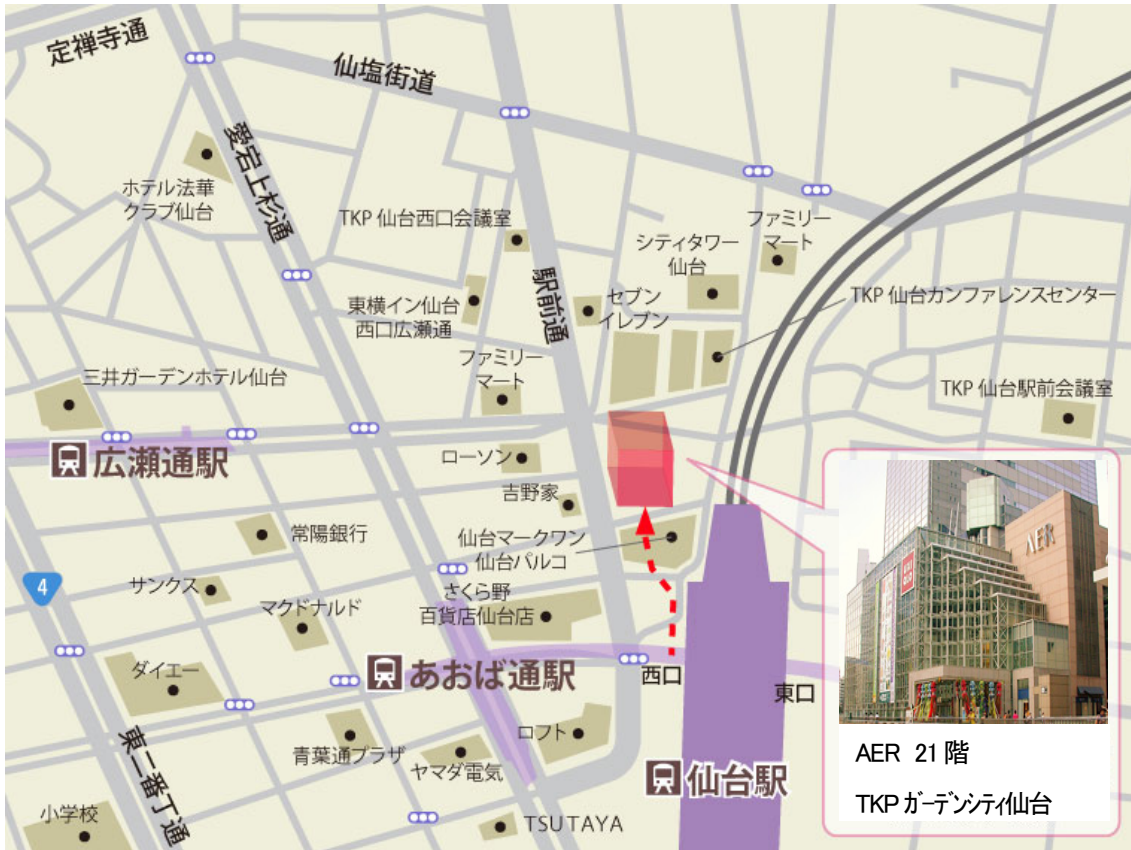 定禅寺通
仙塩街道
愛宕上杉通
ホテル法華
クラブ仙台
TKP 仙台西口会議室
駅前通
シティタワー
仙台
ファミリー
マート
東横イン仙台
西口広瀬通
セブン
イレブン
TKP 仙台カンファレンスセンター
ファミリー
マート
三井ガーデンホテル仙台
TKP 仙台駅前会議室
広瀬通駅
ローソン
吉野家
常陽銀行
仙台マークワン
仙台パルコ
4
サンクス
マクドナルド
さくら野
百貨店仙台店
ダイエー
あおば通駅
西口
東口
東二番丁通
青葉通プラザ
ヤマダ電気
ロフト
仙台駅
小学校
TSUTAYA
AER
AER 21 階
TKP ガーデンシティ仙台